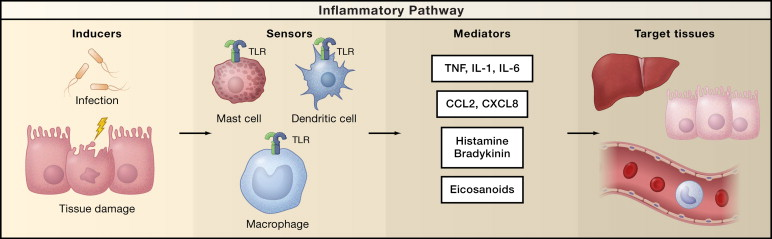 Inflammatory Pathway
Inducers
Infection
Tissue damage
Sensors
TLR
Mast cell
TLR
Dendritic cell
TLR
Macrophage
Mediators
TNF, IL-1, IL-6
CCL2, CXCL8
Histamine
Bradykinin
Eicosanoids
Target tissues